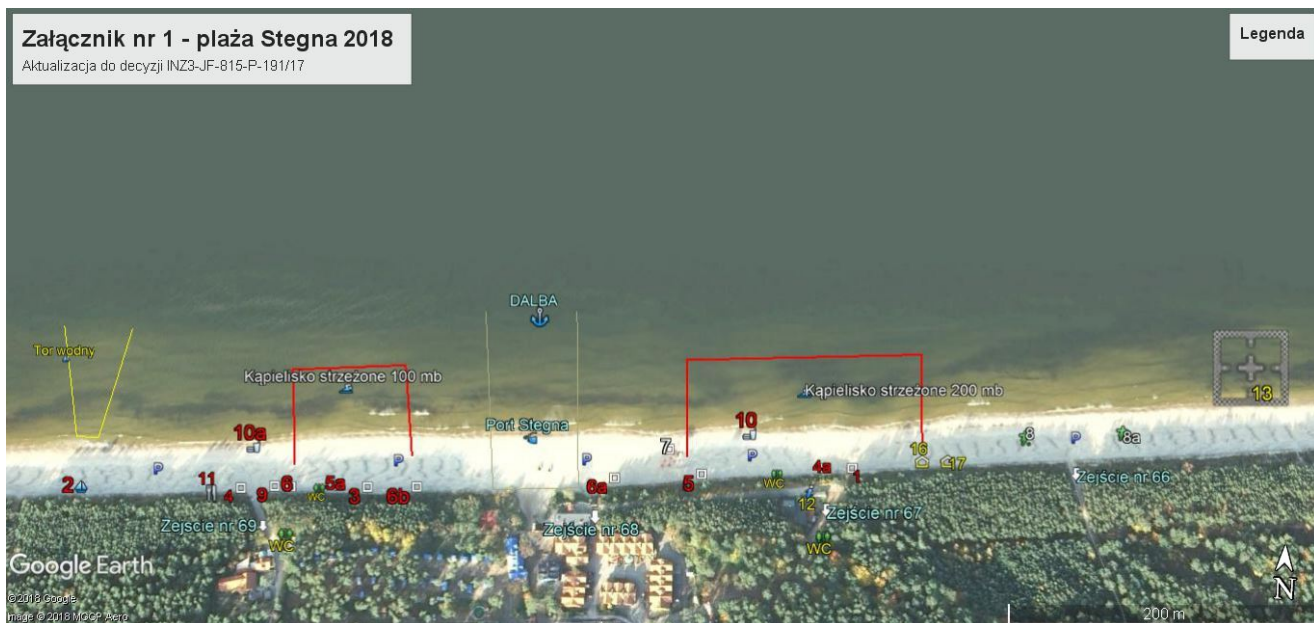 Załącznik nr 1 - plaża Stegna 2018
Aktualizacja do decyzji INZ3-JF-815-P-191/17
Legenda
DALBA
Tor wodny
Kąpielisko strzeżone 100 mb
Kąpielisko strzeżone 200 mb
13
10a
Port Stegna
7
10
8
8a
P
P
P
P
P
16
17
2
11
4
9
6
WC
5a
3
6b
6a
5
WC
4a
1
12
Zejście nr 66
Zejście nr 69
Zejście nr 68
Zejście nr 67
WC
WC
Google Earth
©2018 Google
Image © 2018 MGGP Aero
200 m
N